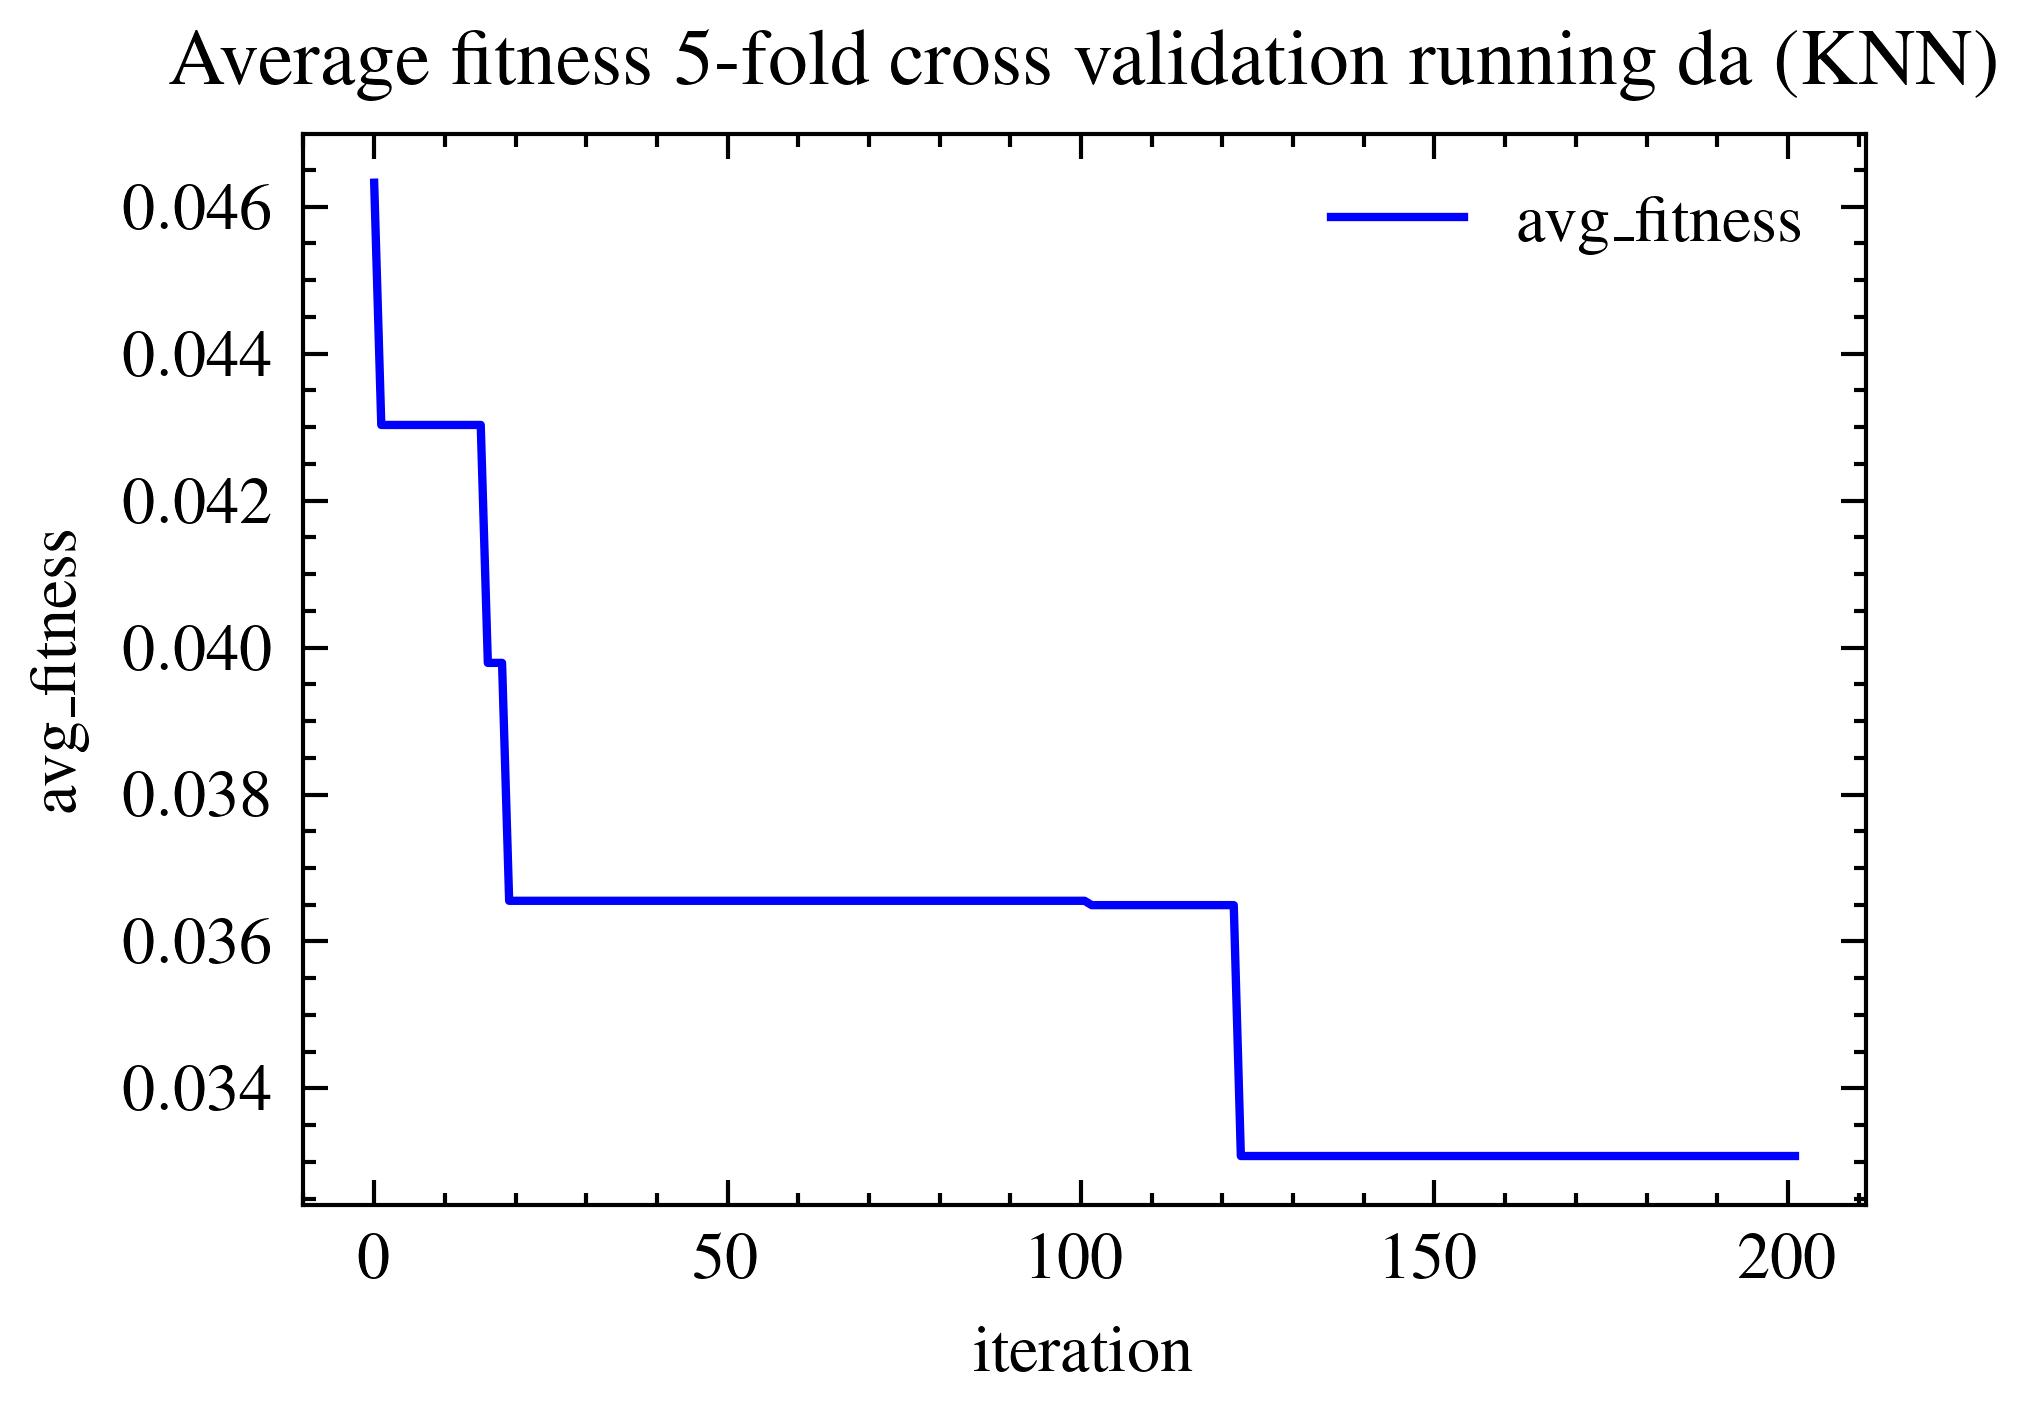 Average fitness 5-fold cross validation running da (KNN)
avg_fitness
0.046
0.044
0.042
0.040
0.038
0.036
0.034
avg_fitness
0 50 100 150 200
iteration